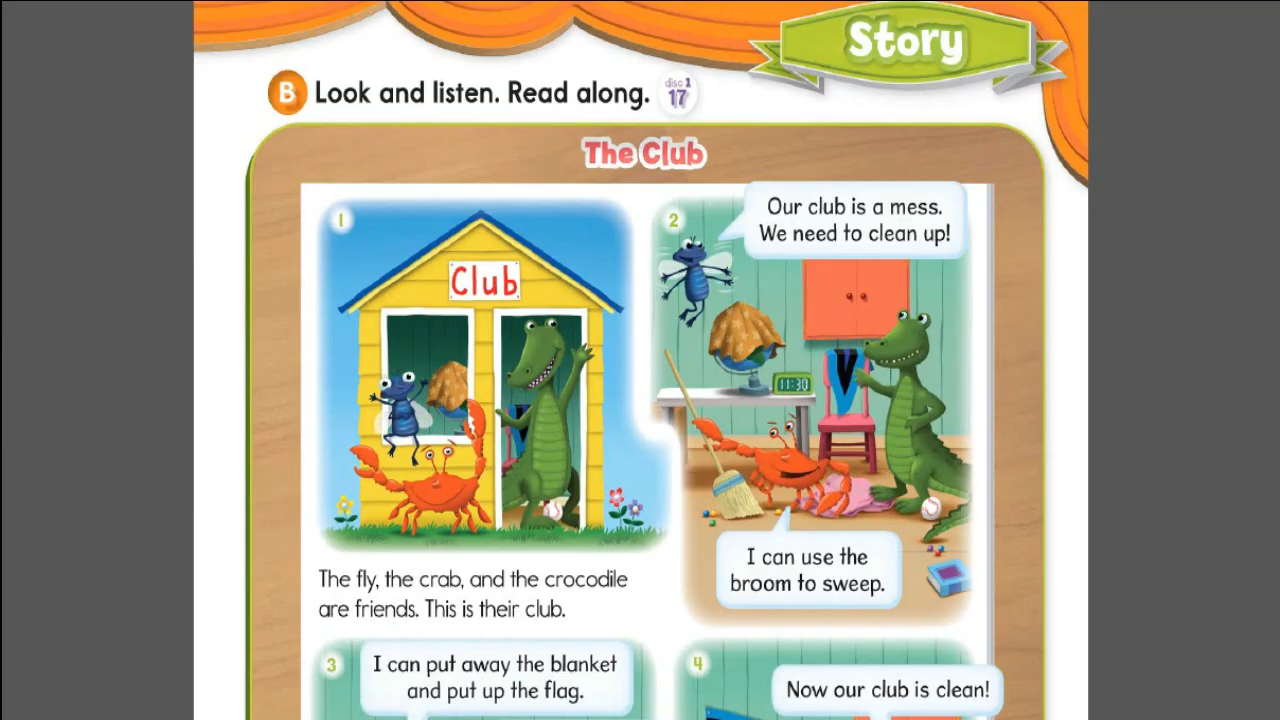 Story
B Look and listen. Read along. disc 1 17
The Club
1
Club
The fly, the crab, and the crocodile
are friends. This is their club.
2
Our club is a mess.
We need to clean up!
11:30
I can use the
broom to sweep.
3
I can put away the blanket
and put up the flag.
4
Now our club is clean!